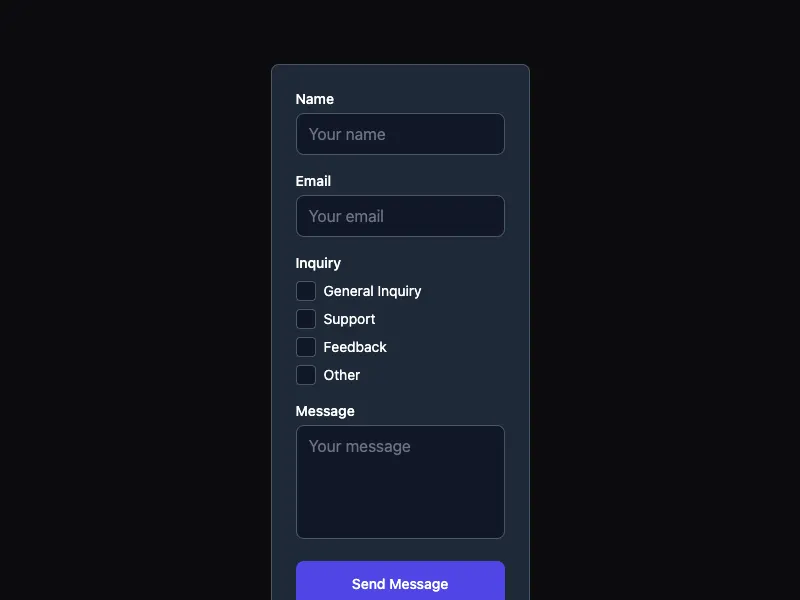 Name
Your name
Email
Your email
Inquiry
General Inquiry
Support
Feedback
Other
Message
Your message
Send Message